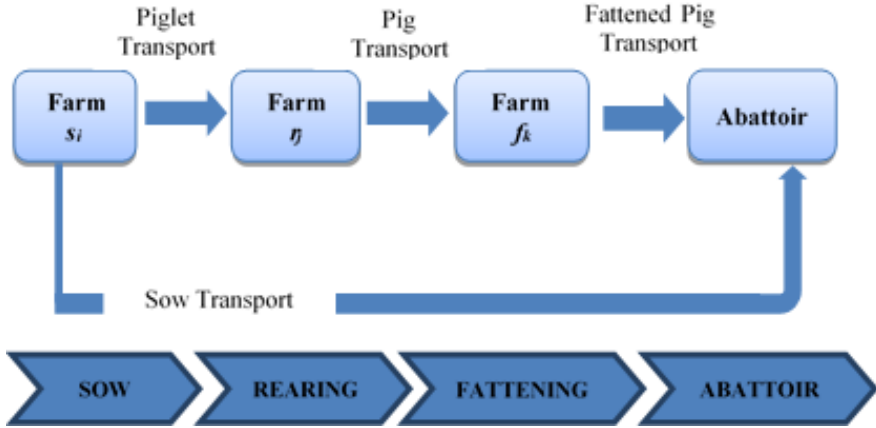 Piglet
Transport
Pig
Transport
Fattened Pig
Transport
Farm
si
Farm
rj
Farm
fk
Abattoir
Sow Transport
SOW
REARING
FATTENING
ABATTOIR